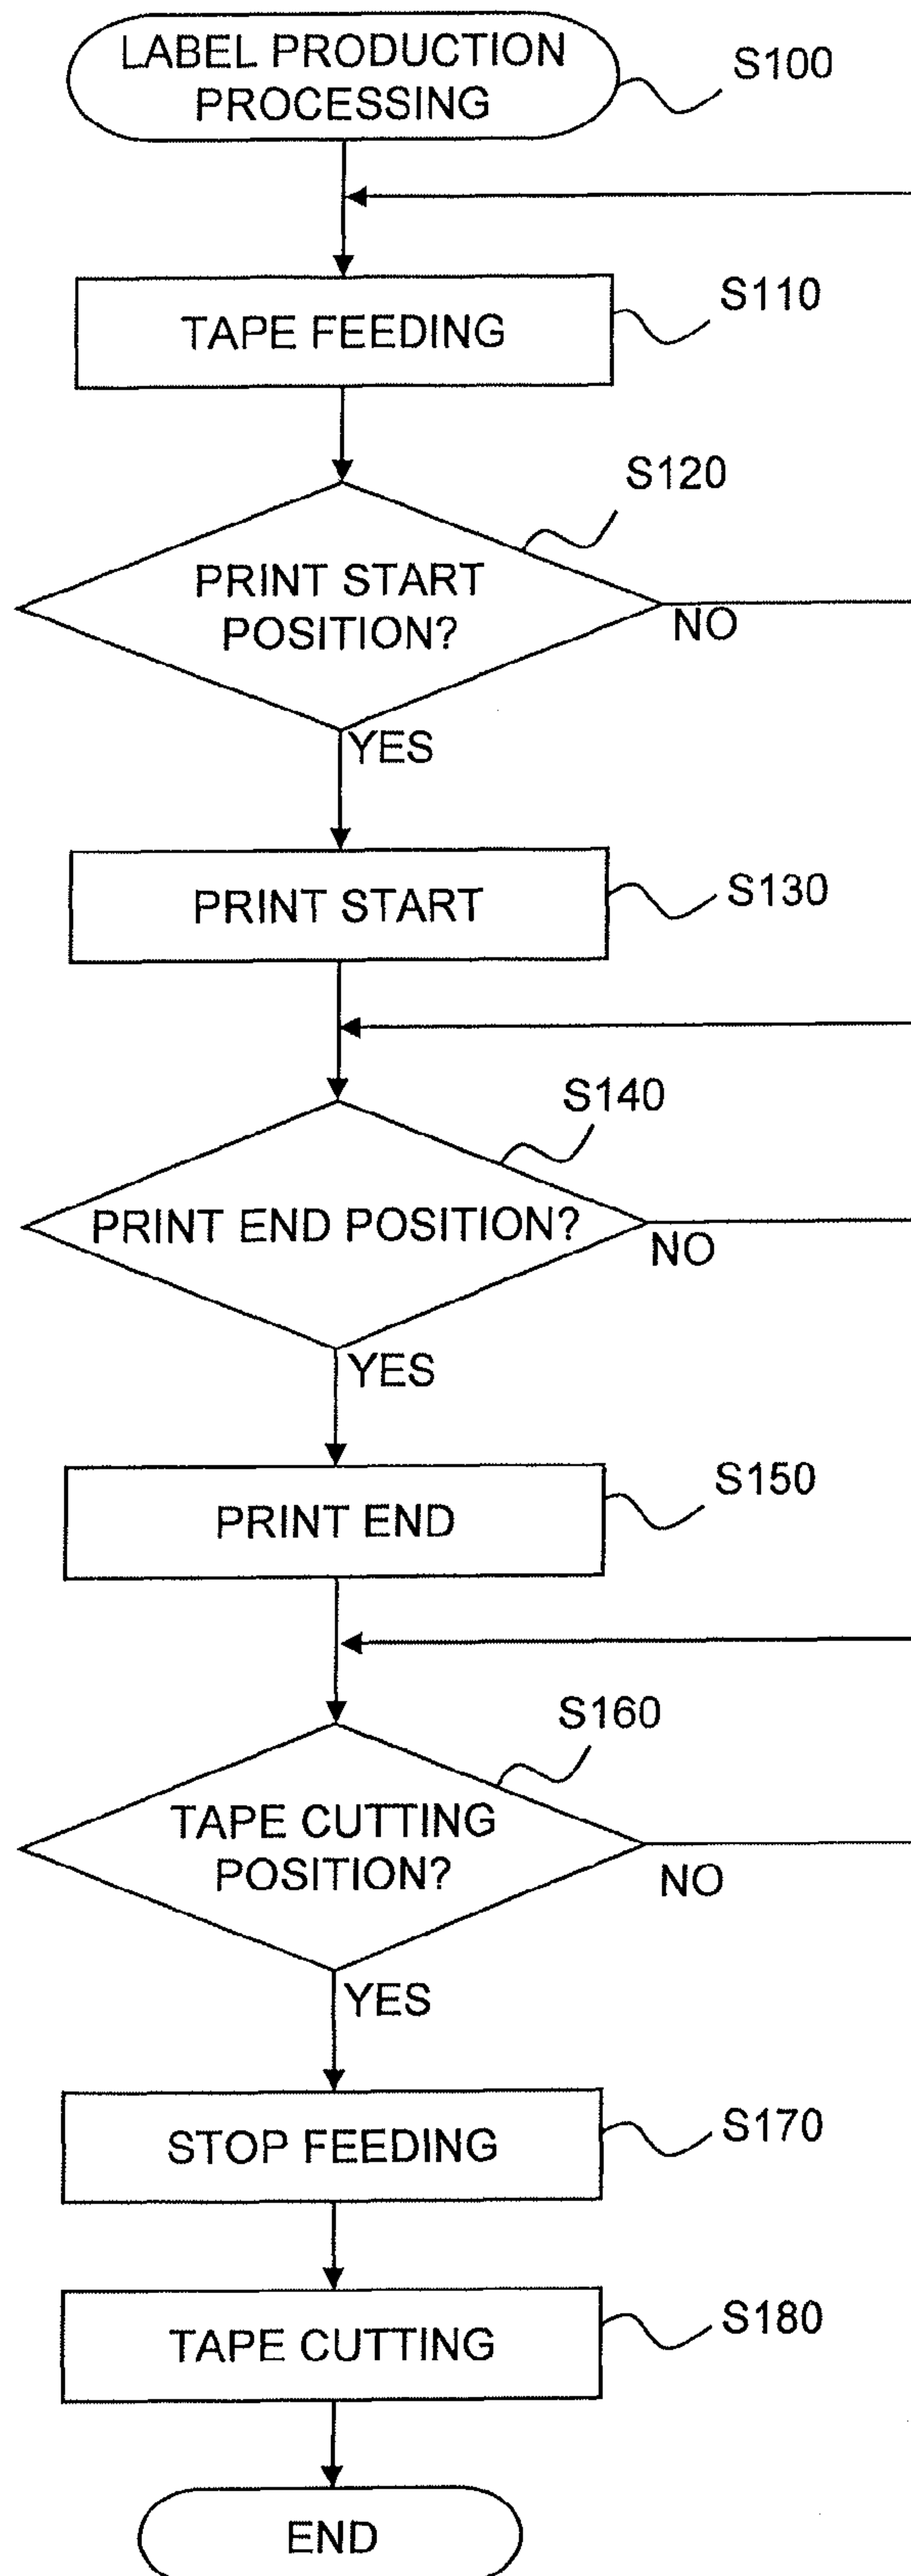 LABEL PRODUCTION
PROCESSING
S100
TAPE FEEDING
S110
S120
PRINT START
POSITION?
NO
YES
PRINT START
S130
S140
PRINT END POSITION?
NO
YES
PRINT END
S150
S160
TAPE CUTTING
POSITION?
NO
YES
STOP FEEDING
S170
TAPE CUTTING
S180
END